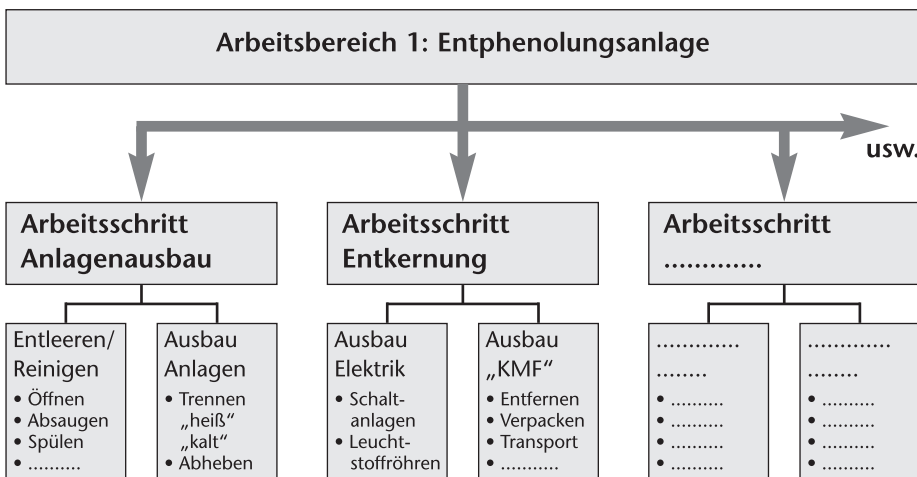 Arbeitsbereich 1: Entphenolungsanlage
usw.
Arbeitsschritt
Anlagenausbau
Entleeren/
Reinigen
• Öffnen
• Absaugen
• Spülen
• ..........
Ausbau
Anlagen
• Trennen
„heiß“
„kalt“
• Abheben
Arbeitsschritt
Entkernung
Ausbau
Elektrik
• Schalt-
anlagen
• Leucht-
stoffröhren
Ausbau
„KMF“
• Entfernen
• Verpacken
• Transport
• ...........
Arbeitsschritt
.............
.............
........
• ..........
• ..........
• ..........
• ..........
.............
........
• ..........
• ..........
• ..........
• ..........